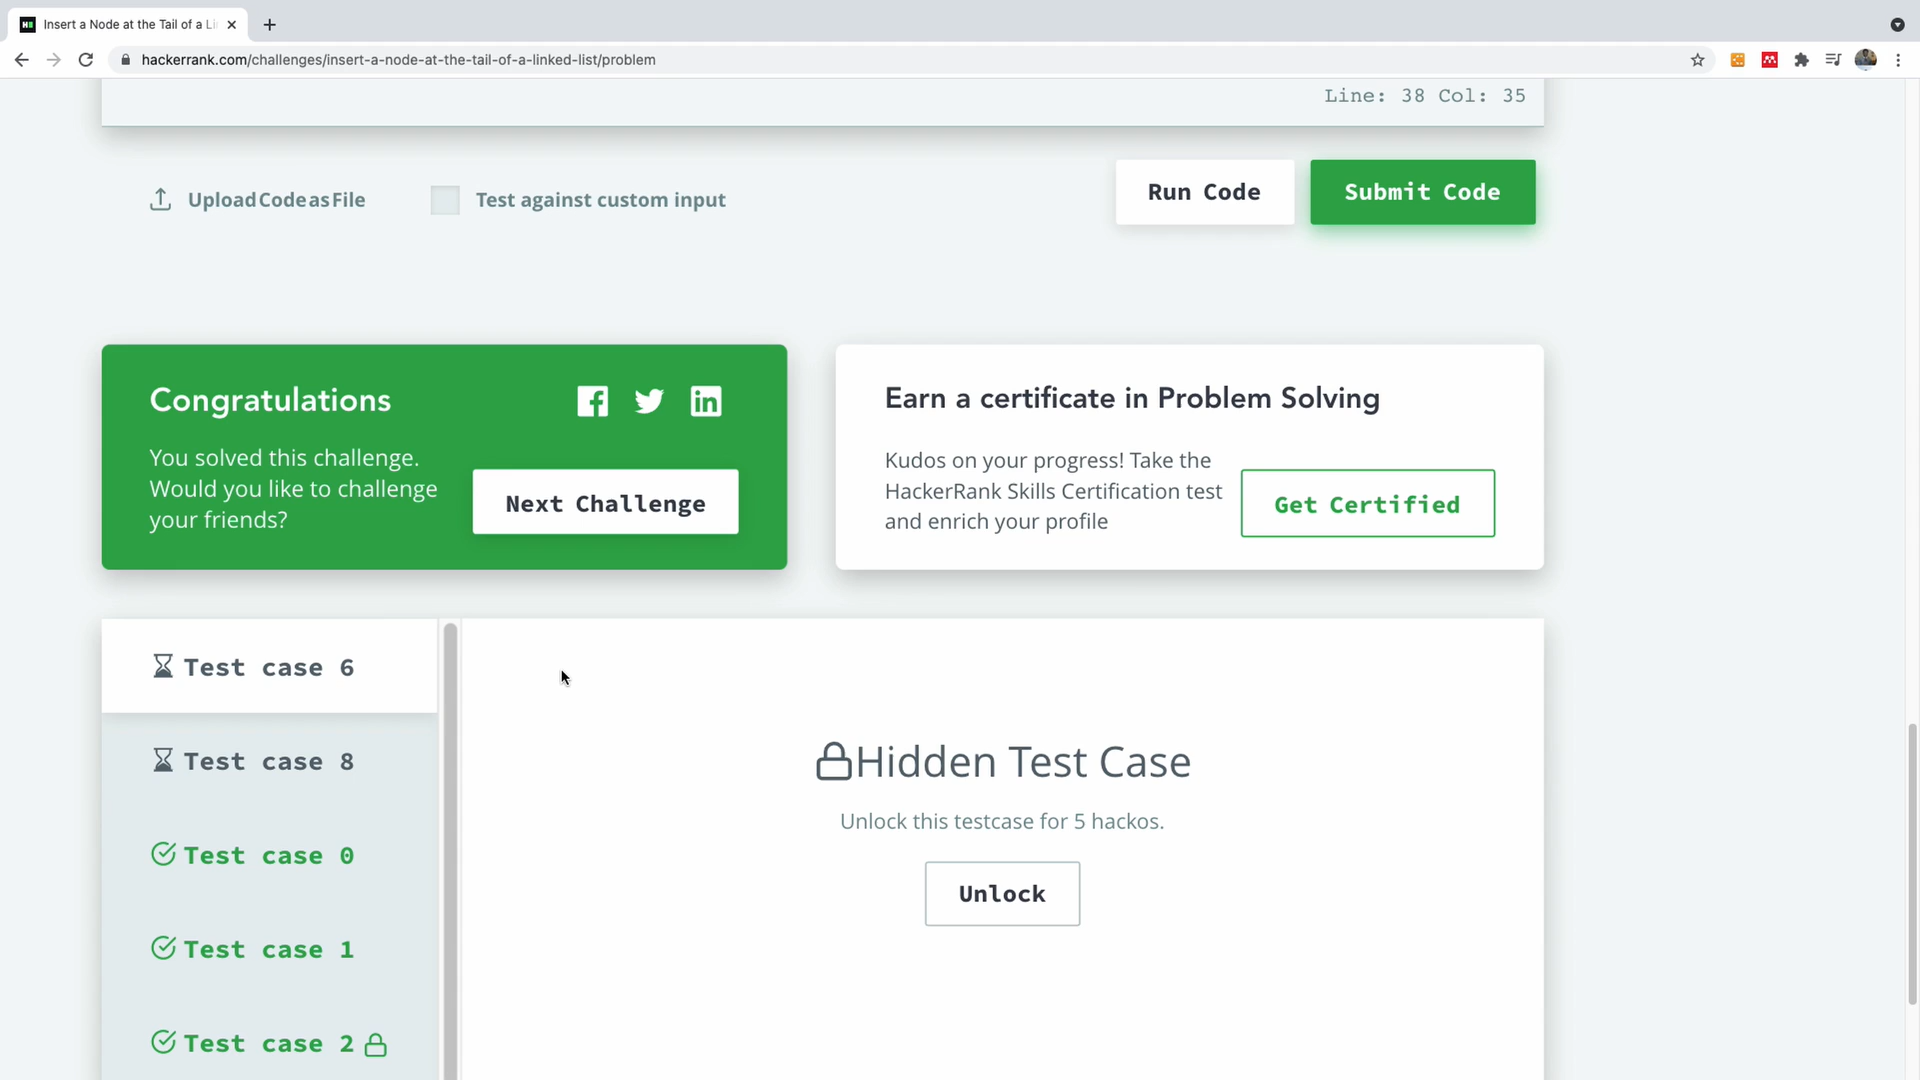 Insert a Node at the Tail of a Li
hackerrank.com/challenges/insert-a-node-at-the-tail-of-a-linked-list/problem
Line: 38 Col: 35
Upload Code as File
Test against custom input
Run Code
Submit Code
Congratulations
You solved this challenge.
Would you like to challenge
your friends?
Next Challenge
Earn a certificate in Problem Solving
Kudos on your progress! Take the
HackerRank Skills Certification test
and enrich your profile
Get Certified
Test case 6
Test case 8
Test case 0
Test case 1
Test case 2
Hidden Test Case
Unlock this testcase for 5 hackos.
Unlock